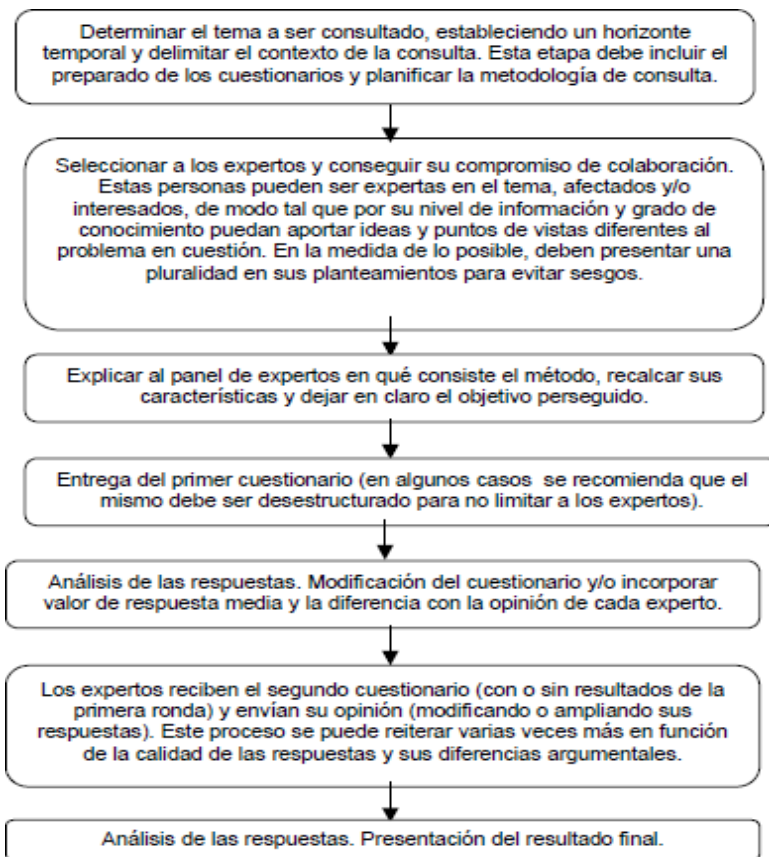 Determinar el tema a ser consultado, estableciendo un horizonte
temporal y delimitar el contexto de la consulta. Esta etapa debe incluir el
preparado de los cuestionarios y planificar la metodología de consulta.
Seleccionar a los expertos y conseguir su compromiso de colaboración.
Estas personas pueden ser expertas en el tema, afectados y/o
interesados, de modo tal que por su nivel de información y grado de
conocimiento puedan aportar ideas y puntos de vistas diferentes al
problema en cuestión. En la medida de lo posible, deben presentar una
pluralidad en sus planteamientos para evitar sesgos.
Explicar al panel de expertos en qué consiste el método, recalcar sus
características y dejar en claro el objetivo perseguido.
Entrega del primer cuestionario (en algunos casos se recomienda que el
mismo debe ser desestructurado para no limitar a los expertos).
Análisis de las respuestas. Modificación del cuestionario y/o incorporar
valor de respuesta media y la diferencia con la opinión de cada experto.
Los expertos reciben el segundo cuestionario (con o sin resultados de la
primera ronda) y envían su opinión (modificando o ampliando sus
respuestas). Este proceso se puede reiterar varias veces más en función
de la calidad de las respuestas y sus diferencias argumentales.
Análisis de las respuestas. Presentación del resultado final.